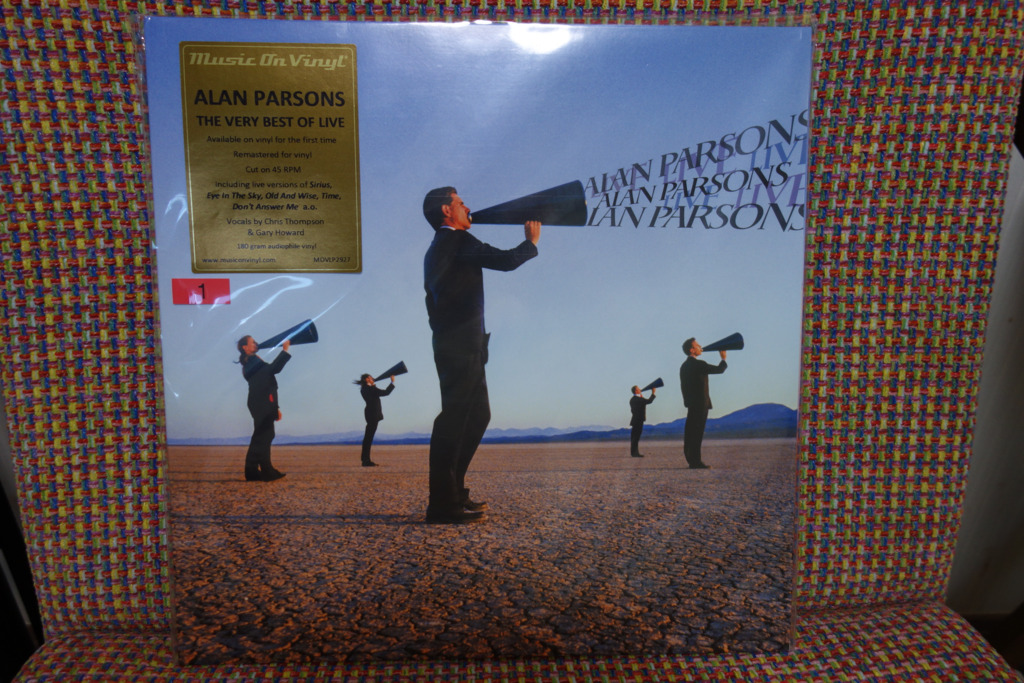 Music On Vinyl
ALAN PARSONS
THE VERY BEST OF LIVE
Available on vinyl for the first time
Remastered for vinyl
Cut on 45 RPM
Including live versions of Sirius,
Eye In The Sky, Old And Wise, Time,
Don't Answer Me a.o.
Vocals by Chris Thompson
& Gary Howard
180 gram audiophile vinyl
www.musiconvinyl.com MOVLP2927
1
ALAN PARSONS
LIVE
ALAN PARSONS
LIVE LIVE
ALAN PARSONS